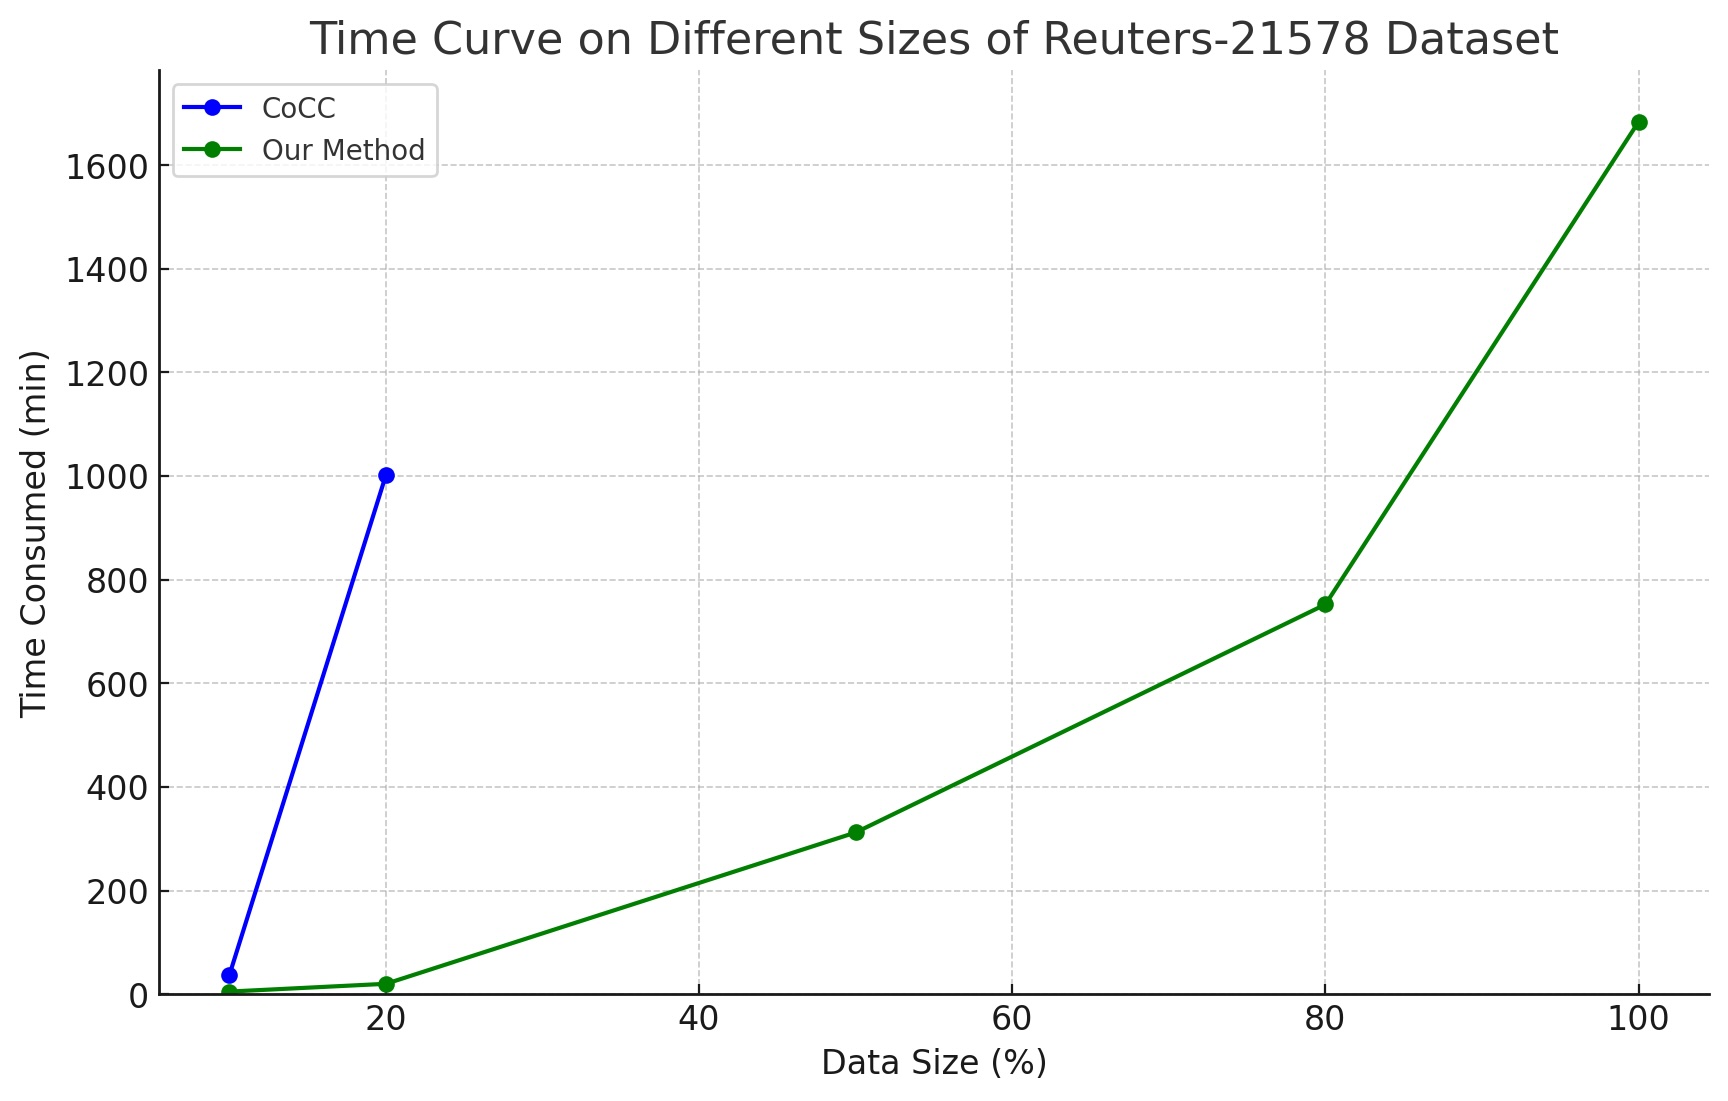 Time Curve on Different Sizes of Reuters-21578 Dataset
CoCC
Our Method
1600
1400
1200
1000
800
600
400
200
0
Time Consumed (min)
20 40 60 80 100
Data Size (%)